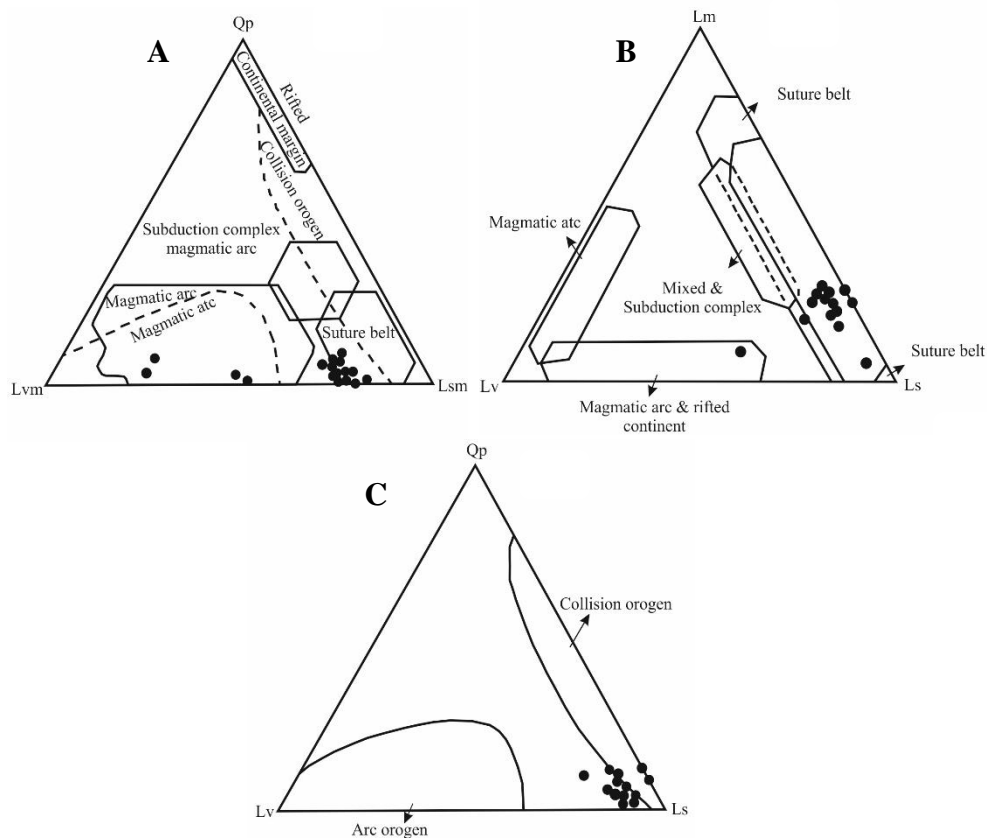 A
Qp
Rifted
Continental margin
Collision orogen
Subduction complex
magmatic arc
Magmatic arc
Magmatic atc
Suture belt
Lvm
Lsm
B
Lm
Suture belt
Magmatic atc
Mixed &
Subduction complex
Suture belt
Lv
Ls
Magmatic arc & rifted
continent
C
Qp
Collision orogen
Lv
Ls
Arc orogen